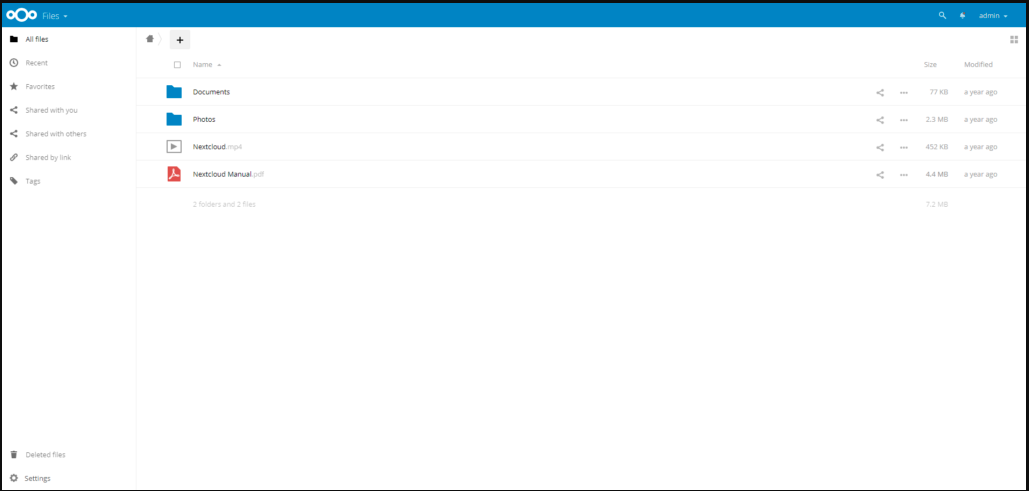 Files admin
All files
Recent
Favorites
Shared with you
Shared with others
Shared by link
Tags
Deleted files
Settings
Name Size Modified
Documents 77 KB a year ago
Photos 2.3 MB a year ago
Nextcloud.mp4 452 KB a year ago
Nextcloud Manual.pdf 4.4 MB a year ago
2 folders and 2 files 7.2 MB